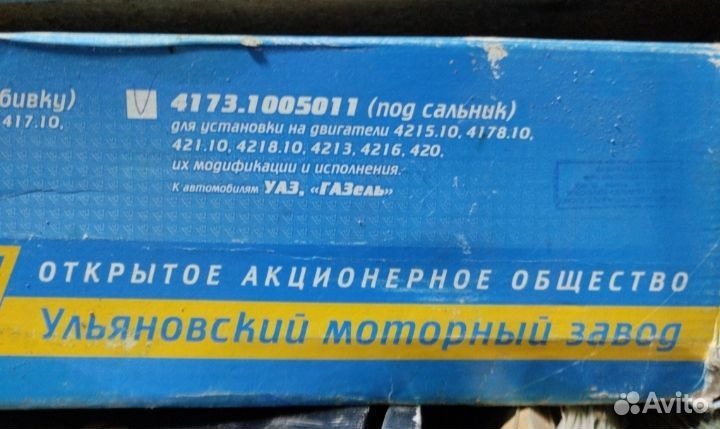 бивку)
417.10,
4173.1005011 (под сальник)
для установки на двигатели 4215.10, 4178.10,
421.10, 4218.10, 4213, 4216, 420,
их модификации и исполнения.
К автомобилям УАЗ, «ГАЗель»
ОТКРЫТОЕ АКЦИОНЕРНОЕ ОБЩЕСТВО
Ульяновский моторный завод
Avito